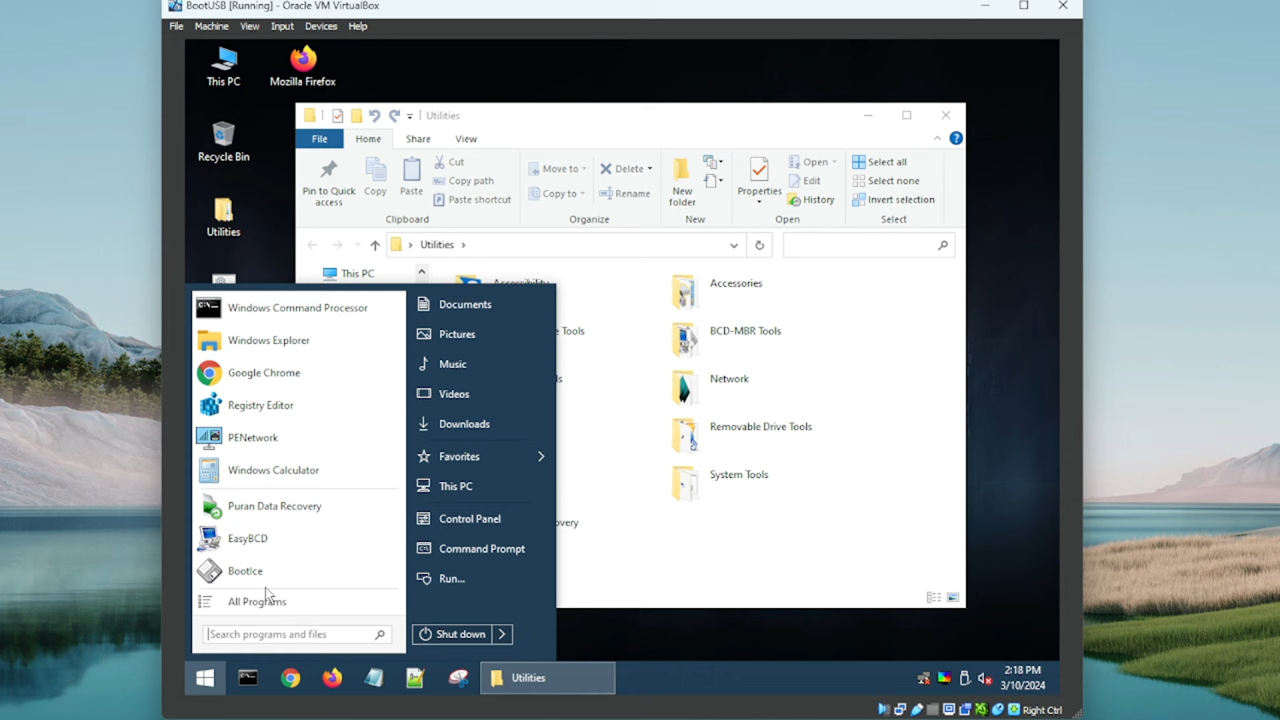 BootUSB [Running] - Oracle VM VirtualBox
File Machine View Input Devices Help
This PC
Mozilla Firefox
Recycle Bin
Utilities
Utilities
File Home Share View
Pin to Quick access
Copy
Paste
Cut
Copy path
Paste shortcut
Clipboard
Move to
Copy to
Delete
Rename
Organize
New folder
New
Properties
Open
Edit
History
Open
Select all
Select none
Invert selection
Select
Utilities
This PC
Accessibility
Accessories
e Tools
BCD-MBR Tools
ls
Network
Removable Drive Tools
System Tools
overy
Windows Command Processor
Windows Explorer
Google Chrome
Registry Editor
PENetwork
Windows Calculator
Puran Data Recovery
EasyBCD
BootIce
All Programs
Search programs and files
Documents
Pictures
Music
Videos
Downloads
Favorites
This PC
Control Panel
Command Prompt
Run...
Shut down
Utilities
2:18 PM
3/10/2024
Right Ctrl